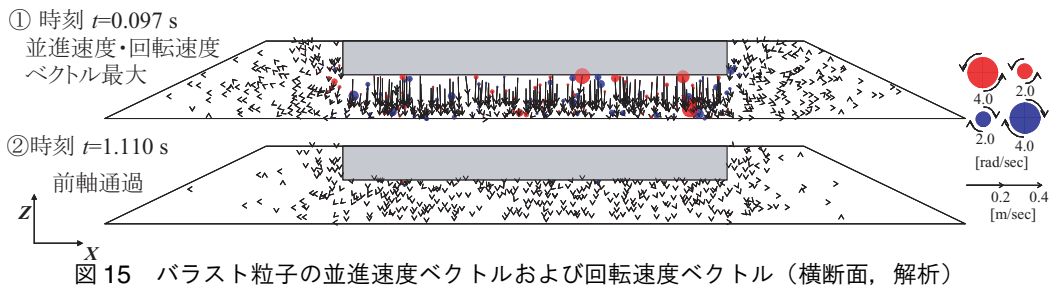 ① 時刻 t=0.097 s
並進速度・回転速度
ベクトル最大
4.0
2.0
2.0
4.0
[rad/sec]
0.2 0.4
[m/sec]
②時刻 t=1.110 s
前軸通過
Z
X
図 15 バラスト粒子の並進速度ベクトルおよび回転速度ベクトル（横断面，解析）